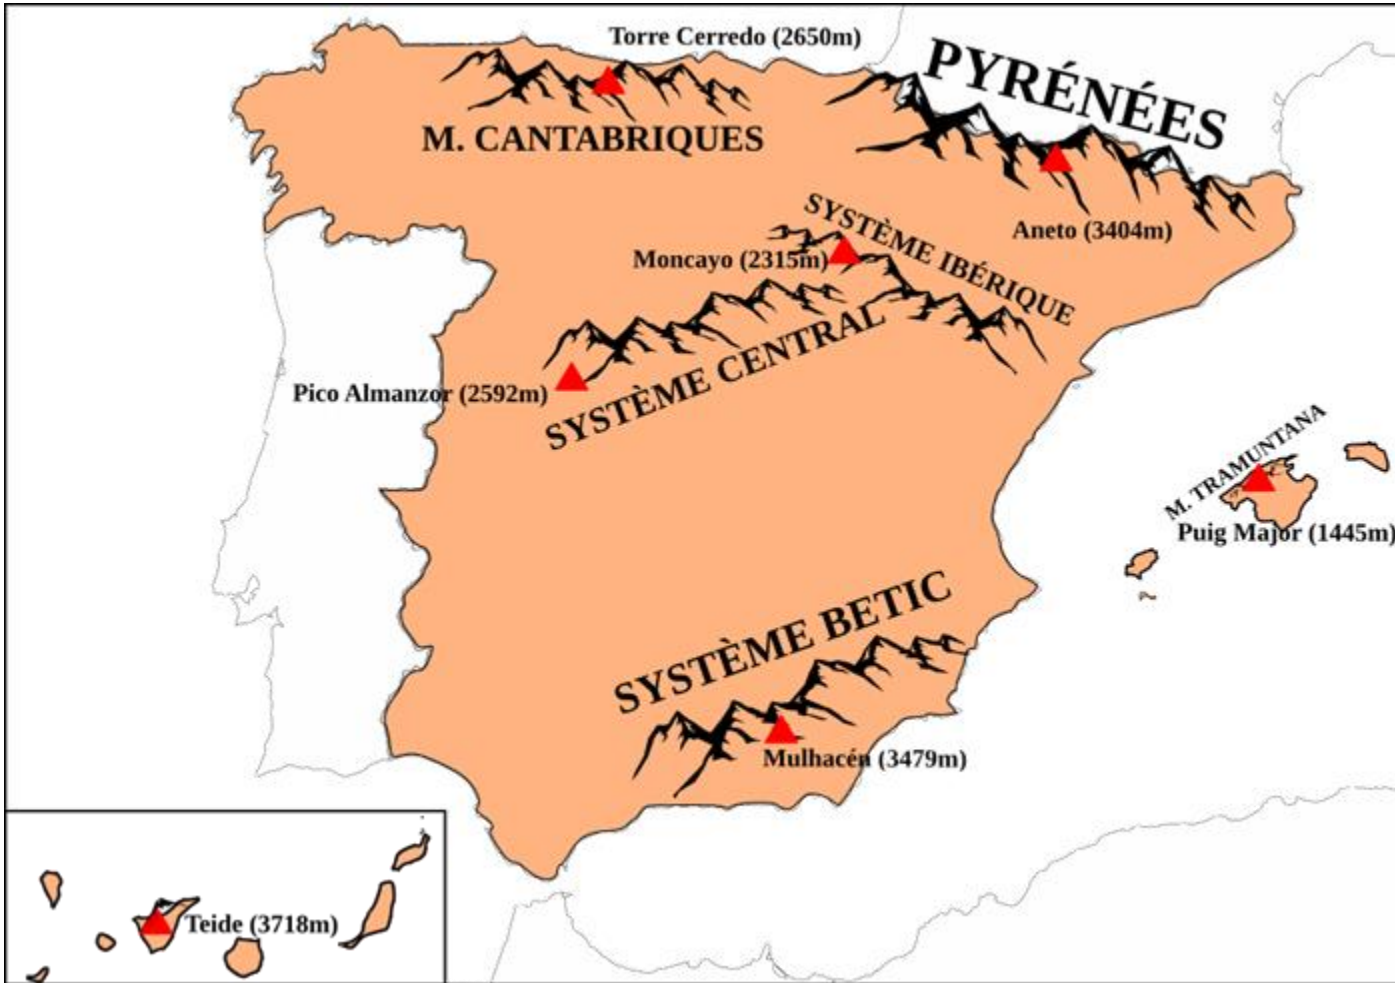 Torre Cerredo (2650m)
PYRÉNÉES
M. CANTABRIQUES
SYSTÈME IBÉRIQUE
Aneto (3404m)
Moncayo (2315m)
SYSTÈME CENTRAL
Pico Almanzor (2592m)
M. TRAMUNTANA
Puig Major (1445m)
SYSTÈME BETIC
Mulhacén (3479m)
Teide (3718m)